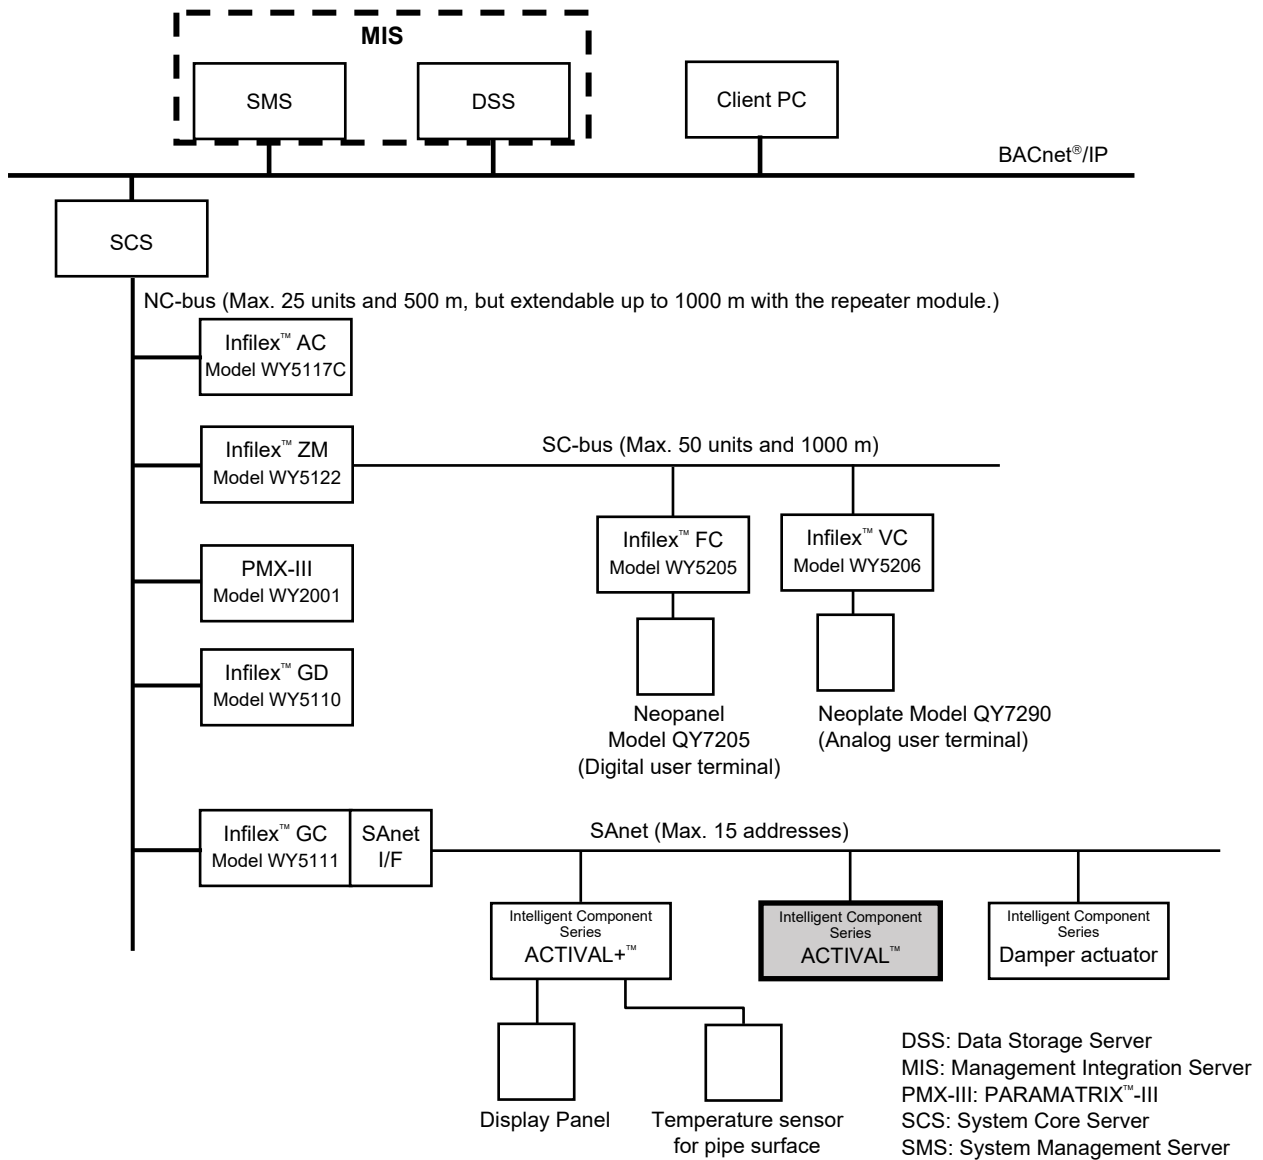 MIS
SMS
DSS
Client PC
BACnet®/IP
SCS
NC-bus (Max. 25 units and 500 m, but extendable up to 1000 m with the repeater module.)
Infilex™ AC
Model WY5117C
Infilex™ ZM
Model WY5122
SC-bus (Max. 50 units and 1000 m)
Infilex™ FC
Model WY5205
Infilex™ VC
Model WY5206
PMX-III
Model WY2001
Infilex™ GD
Model WY5110
Neopanel
Model QY7205
(Digital user terminal)
Neoplate Model QY7290
(Analog user terminal)
Infilex™ GC
Model WY5111
SAnet
I/F
SAnet (Max. 15 addresses)
Intelligent Component
Series
ACTIVAL+™
Intelligent Component
Series
ACTIVAL™
Intelligent Component
Series
Damper actuator
Display Panel
Temperature sensor
for pipe surface
DSS: Data Storage Server
MIS: Management Integration Server
PMX-III: PARAMATRIX™-III
SCS: System Core Server
SMS: System Management Server